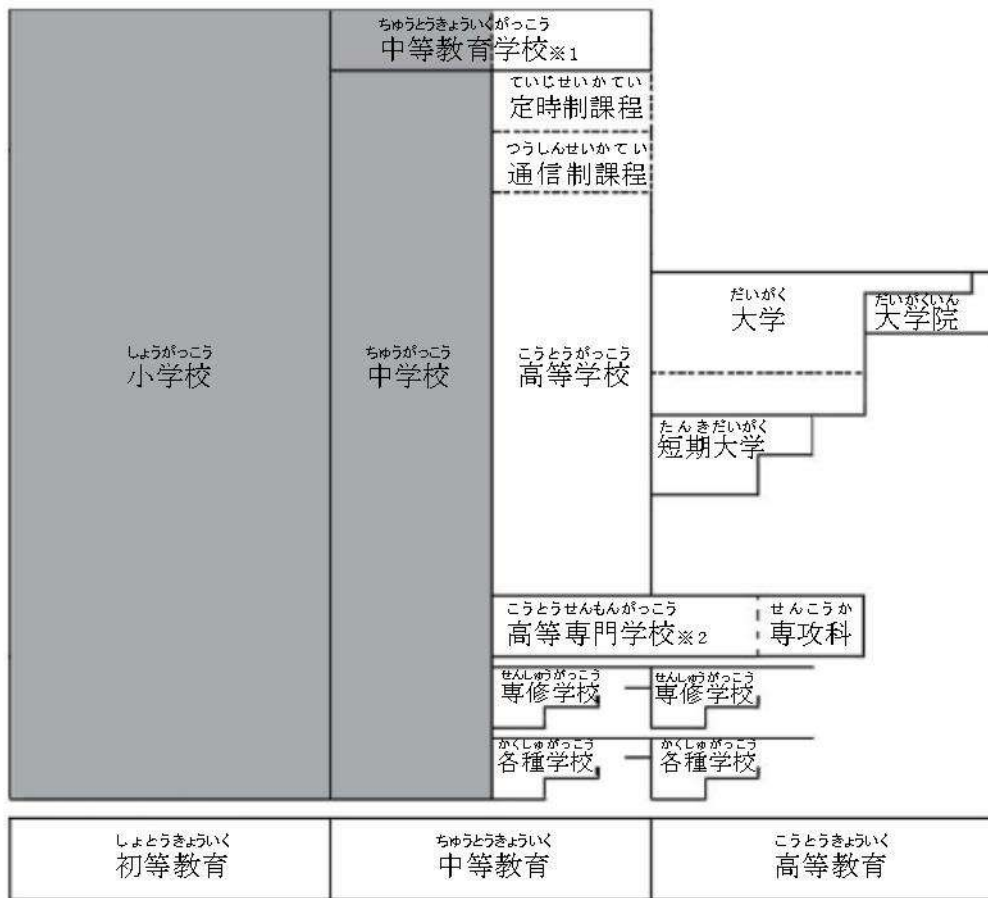 ちゅうとうきょういくがっこう
中等教育学校※1
ていじせいかてい
定時制課程
つうしんせいかてい
通信制課程
だいがく
大学
だいがくいん
大学院
しょうがっこう
小学校
ちゅうがっこう
中学校
こうとうがっこう
高等学校
たんきだいがく
短期大学
こうとうせんもんがっこう
高等専門学校※2
せんこうか
専攻科
せんしゅうがっこう
専修学校
せんしゅうがっこう
専修学校
かくしゅがっこう
各種学校
かくしゅがっこう
各種学校
しょとうきょういく
初等教育
ちゅうとうきょういく
中等教育
こうとうきょういく
高等教育